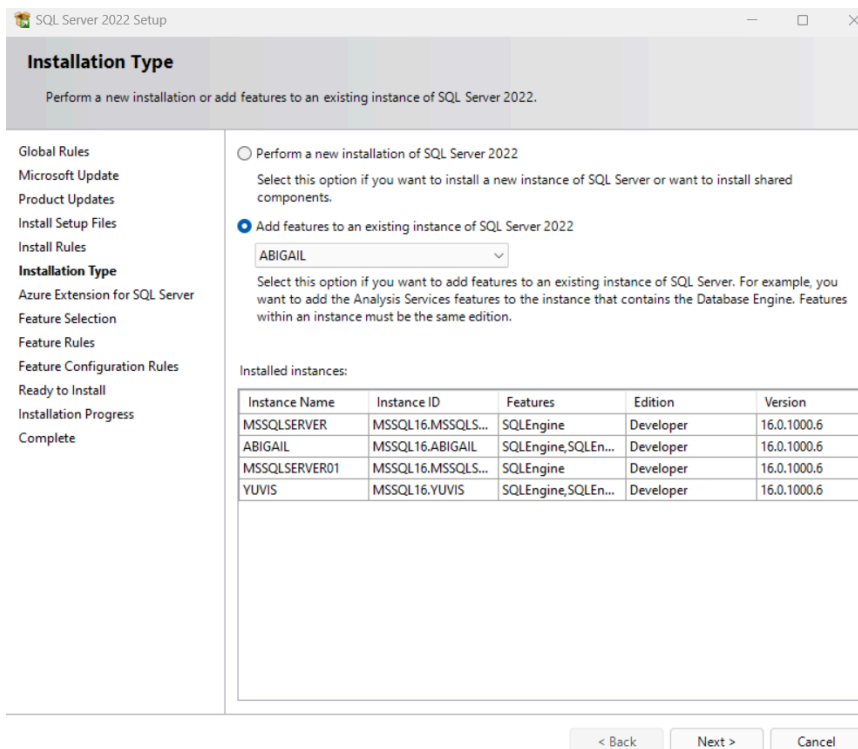 SQL Server 2022 Setup
Installation Type
Perform a new installation or add features to an existing instance of SQL Server 2022.
Global Rules
Microsoft Update
Product Updates
Install Setup Files
Install Rules
Installation Type
Azure Extension for SQL Server
Feature Selection
Feature Rules
Feature Configuration Rules
Ready to Install
Installation Progress
Complete
Perform a new installation of SQL Server 2022
Select this option if you want to install a new instance of SQL Server or want to install shared
components.
Add features to an existing instance of SQL Server 2022
ABIGAIL
Select this option if you want to add features to an existing instance of SQL Server. For example, you
want to add the Analysis Services features to the instance that contains the Database Engine. Features
within an instance must be the same edition.
Installed instances:
Instance Name Instance ID Features Edition Version
MSSQLSERVER MSSQL16.MSSQLS... SQLEngine Developer 16.0.1000.6
ABIGAIL MSSQL16.ABIGAIL SQLEngine,SQLEn... Developer 16.0.1000.6
MSSQLSERVER01 MSSQL16.MSSQLS... SQLEngine Developer 16.0.1000.6
YUVIS MSSQL16.YUVIS SQLEngine,SQLEn... Developer 16.0.1000.6
< Back Next > Cancel